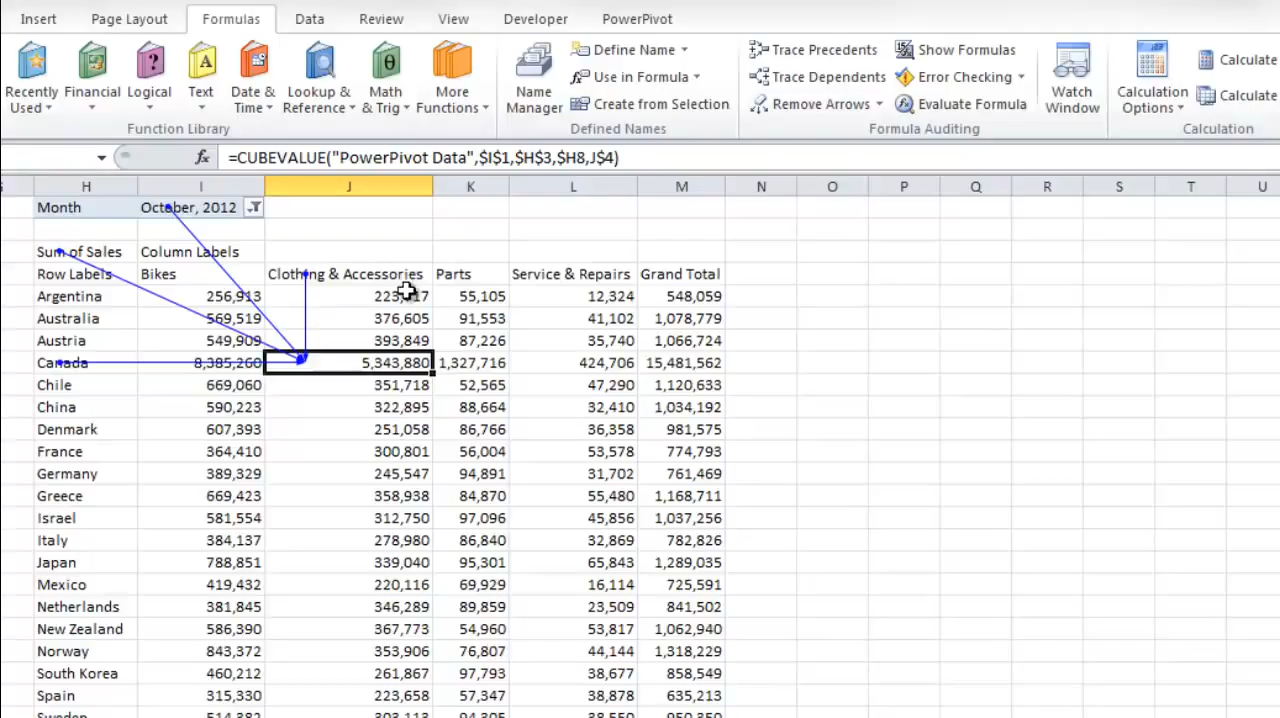 Insert Page Layout Formulas Data Review View Developer PowerPivot
Recently Used Financial Logical Text Date & Time Lookup & Reference Math & Trig More Functions
Function Library
Name Manager Define Name Use in Formula Create from Selection
Defined Names
Trace Precedents Show Formulas
Trace Dependents Error Checking
Remove Arrows Evaluate Formula
Watch Window
Formula Auditing
Calculation Options Calculate
Calculate
Calculation
fx =CUBEVALUE("PowerPivot Data",$I$1,$H$3,$H8,J$4)
H I J K L M N O P Q R S T U
Month October, 2012
Sum of Sales Column Labels
Row Labels Bikes Clothing & Accessories Parts Service & Repairs Grand Total
Argentina 256,913 55,105 12,324 548,059
Australia 569,519 376,605 91,553 41,102 1,078,779
Austria 549,909 393,849 87,226 35,740 1,066,724
Canada 8,385,260 5,343,880 1,327,716 424,706 15,481,562
Chile 669,060 351,718 52,565 47,290 1,120,633
China 590,223 322,895 88,664 32,410 1,034,192
Denmark 607,393 251,058 86,766 36,358 981,575
France 364,410 300,801 56,004 53,578 774,793
Germany 389,329 245,547 94,891 31,702 761,469
Greece 669,423 358,938 84,870 55,480 1,168,711
Israel 581,554 312,750 97,096 45,856 1,037,256
Italy 384,137 278,980 86,840 32,869 782,826
Japan 788,851 339,040 95,301 65,843 1,289,035
Mexico 419,432 220,116 69,929 16,114 725,591
Netherlands 381,845 346,289 89,859 23,509 841,502
New Zealand 586,390 367,773 54,960 53,817 1,062,940
Norway 843,372 353,906 76,807 44,144 1,318,229
South Korea 460,212 261,867 97,793 38,677 858,549
Spain 315,330 223,658 57,347 38,878 635,213
Sweden